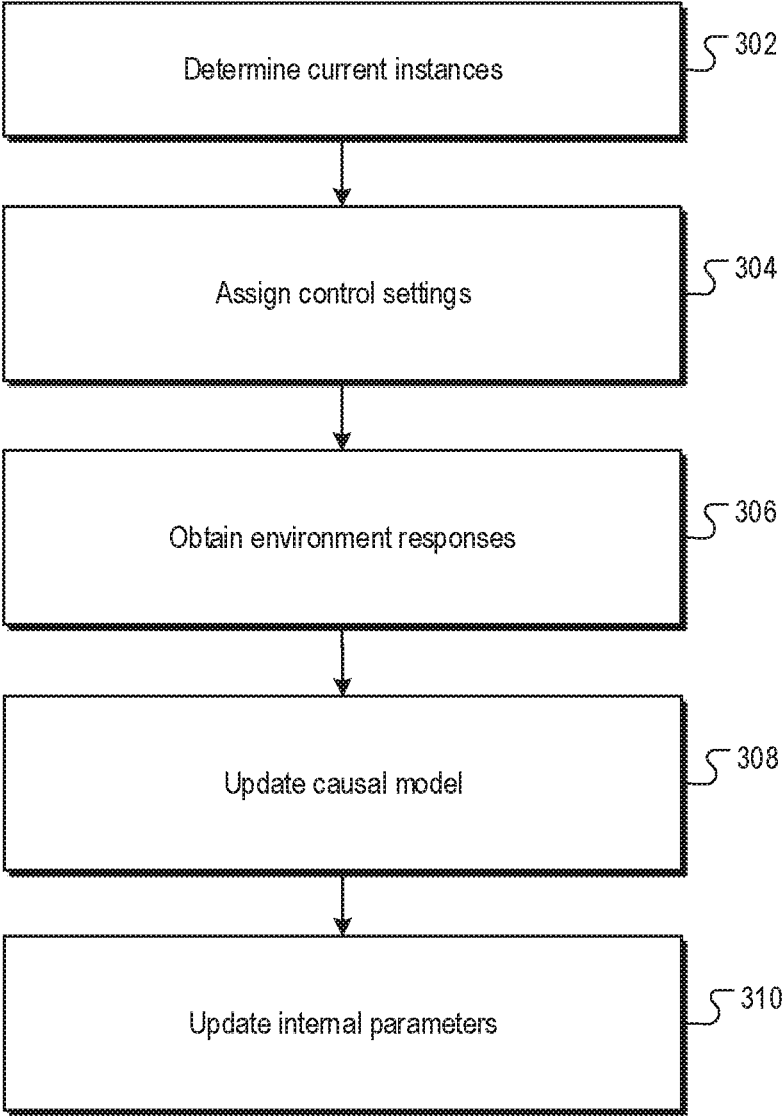 Determine current instances
302
Assign control settings
304
Obtain environment responses
306
Update causal model
308
Update internal parameters
310